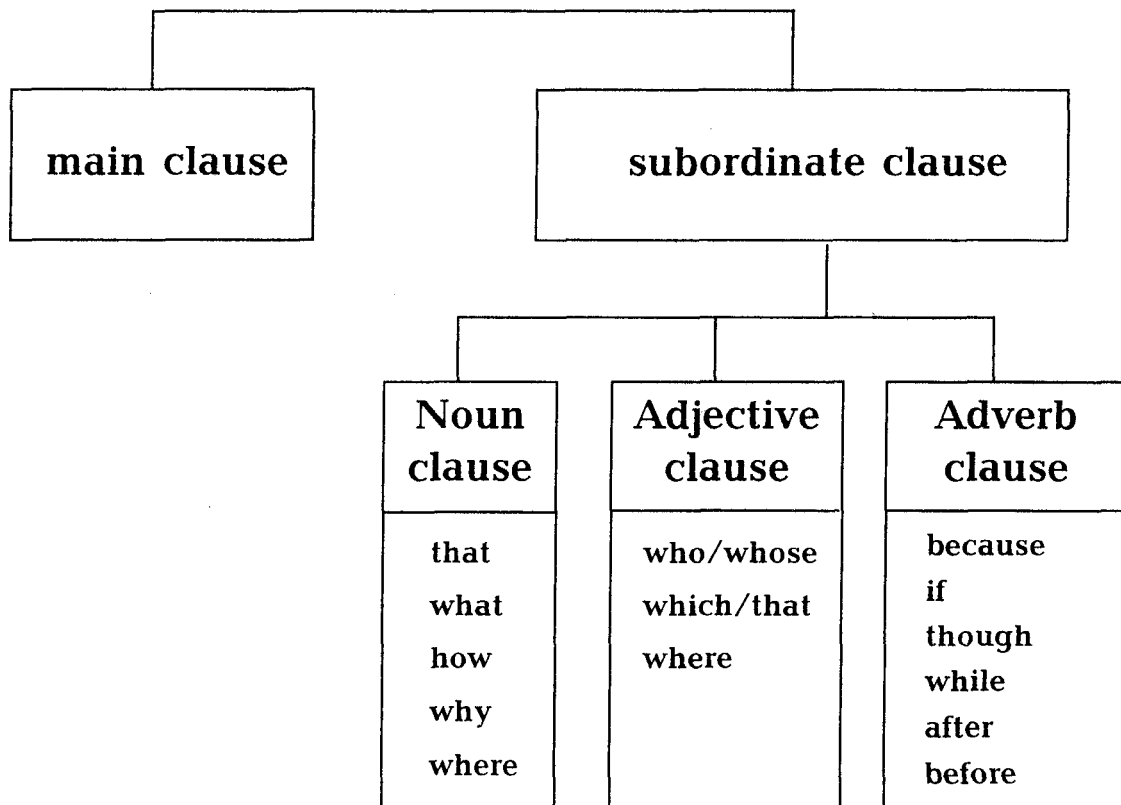 main clause
subordinate clause
Noun
clause
that
what
how
why
where
Adjective
clause
who/whose
which/that
where
Adverb
clause
because
if
though
while
after
before